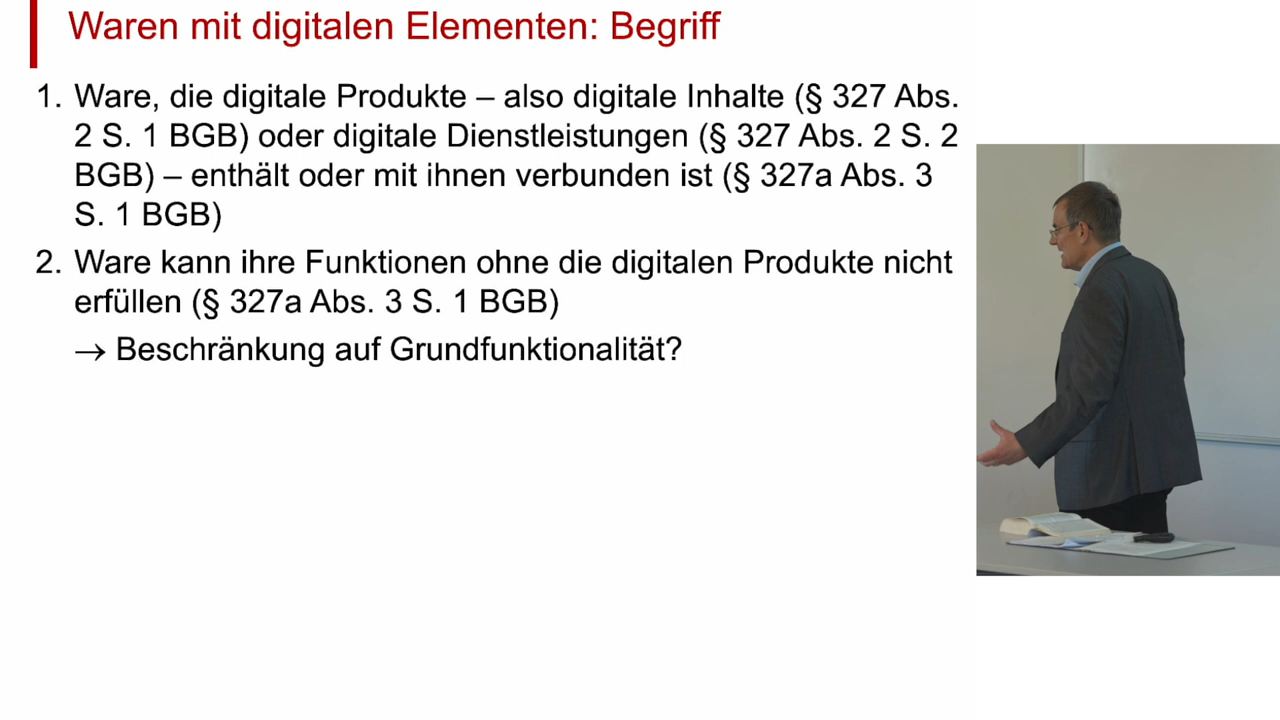 Waren mit digitalen Elementen: Begriff
1. Ware, die digitale Produkte – also digitale Inhalte (§ 327 Abs.
2 S. 1 BGB) oder digitale Dienstleistungen (§ 327 Abs. 2 S. 2
BGB) – enthält oder mit ihnen verbunden ist (§ 327a Abs. 3
S. 1 BGB)
2. Ware kann ihre Funktionen ohne die digitalen Produkte nicht
erfüllen (§ 327a Abs. 3 S. 1 BGB)
→ Beschränkung auf Grundfunktionalität?